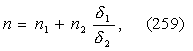 n = n₁ + n₂ δ₁/δ₂ , (259)